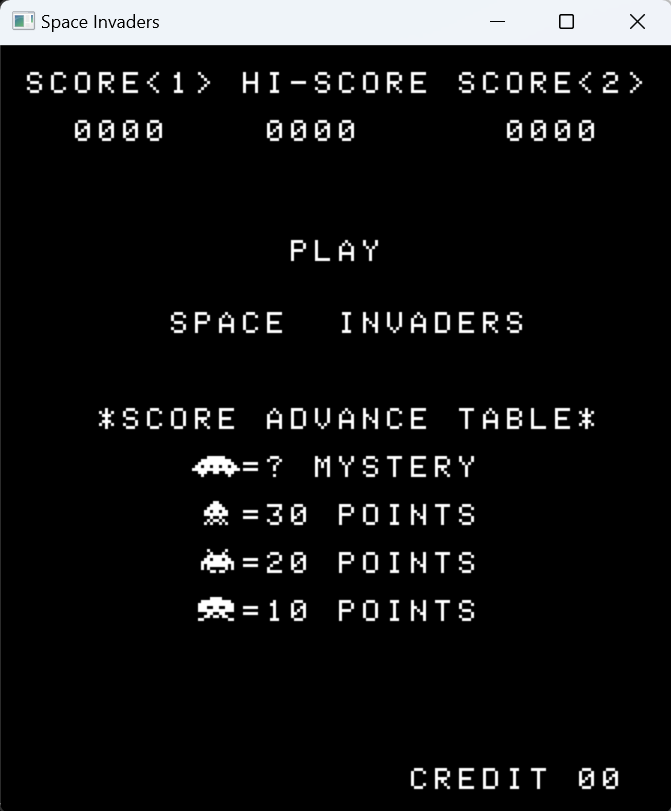 Space Invaders
SCORE<1> HI-SCORE SCORE<2>
0000 0000 0000
PLAY
SPACE INVADERS
*SCORE ADVANCE TABLE*
=? MYSTERY
=30 POINTS
=20 POINTS
=10 POINTS
CREDIT 00